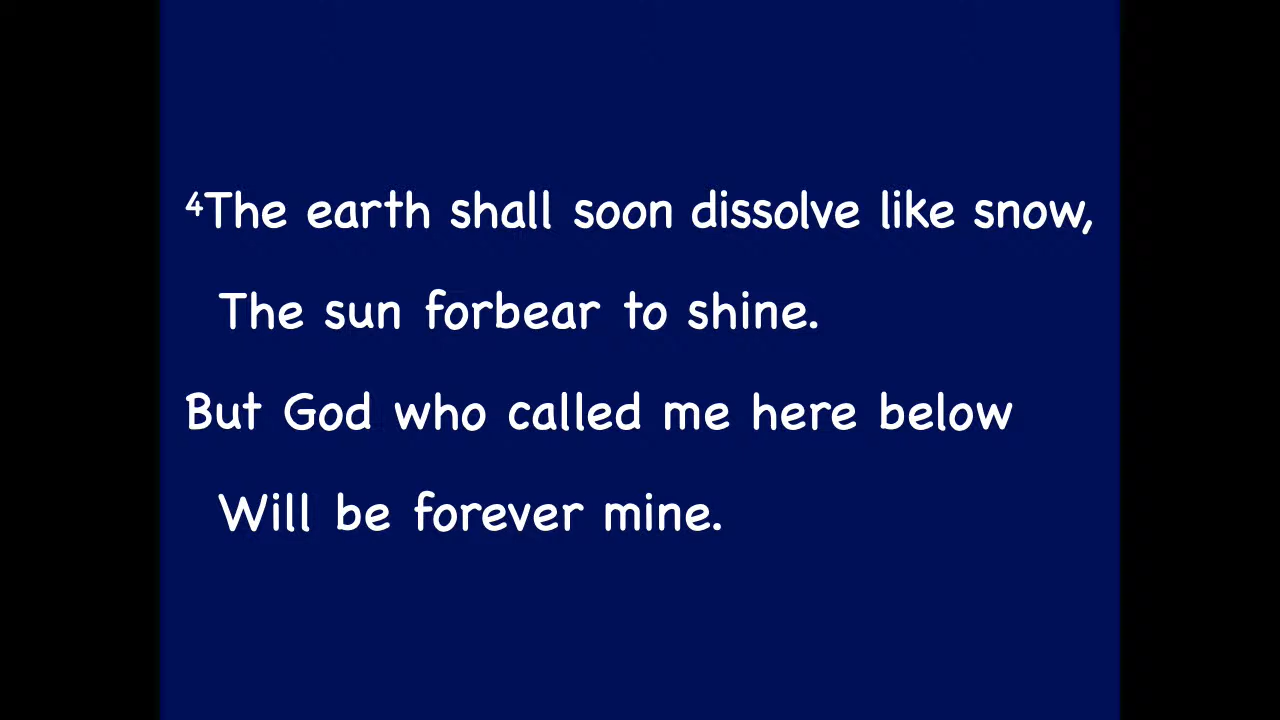 ⁴The earth shall soon dissolve like snow,
The sun forbear to shine.
But God who called me here below
Will be forever mine.